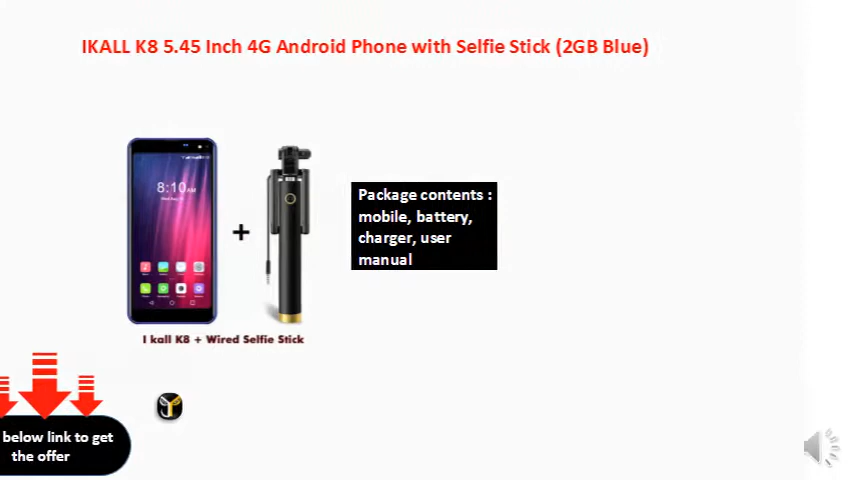 IKALL K8 5.45 Inch 4G Android Phone with Selfie Stick (2GB Blue)
8:10 AM
+
Package contents :
mobile, battery,
charger, user
manual
I kall K8 + Wired Selfie Stick
below link to get
the offer